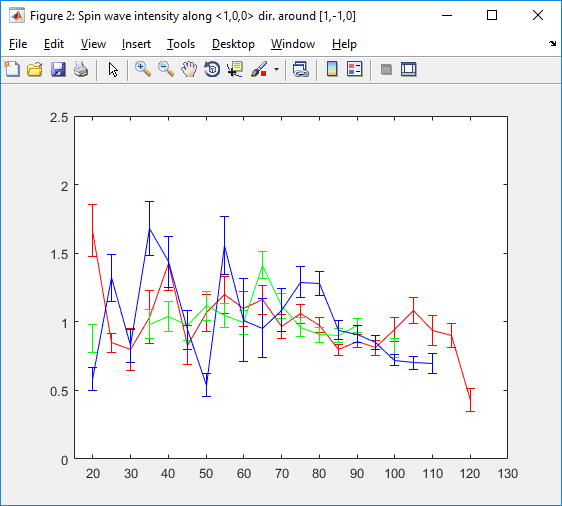 Figure 2: Spin wave intensity along <1,0,0> dir. around [1,-1,0]
File Edit View Insert Tools Desktop Window Help
2.5
2
1.5
1
0.5
0
20 30 40 50 60 70 80 90 100 110 120 130